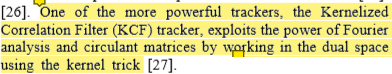 [26]. One of the more powerful trackers, the Kernelized
Correlation Filter (KCF) tracker, exploits the power of Fourier
analysis and circulant matrices by working in the dual space
using the kernel trick [27].